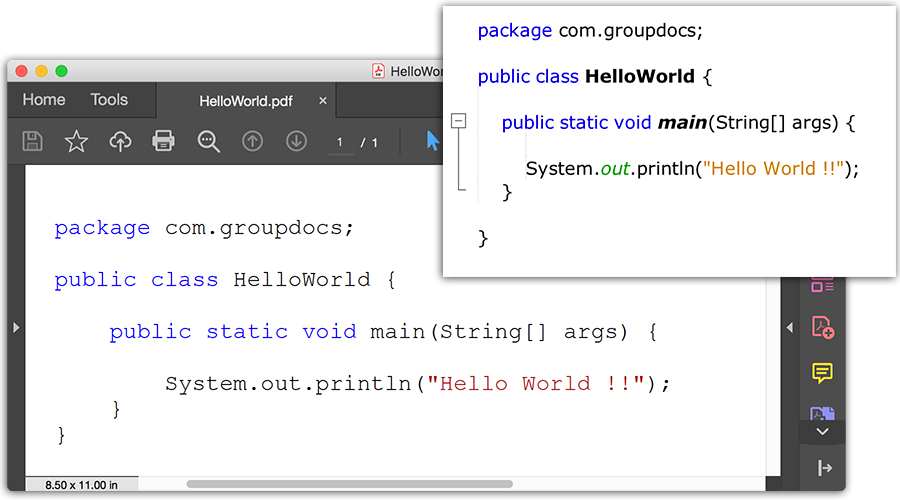 HelloWor
Home Tools HelloWorld.pdf ×
1 / 1
package com.groupdocs;
public class HelloWorld {
public static void main(String[] args) {
System.out.println("Hello World !!");
}
}
8.50 x 11.00 in
package com.groupdocs;
public class HelloWorld {
public static void main(String[] args) {
System.out.println("Hello World !!");
}
}